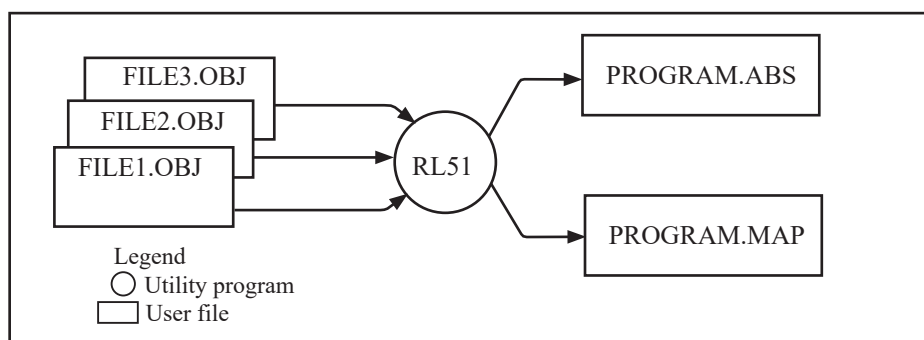 FILE3.OBJ
FILE2.OBJ
FILE1.OBJ
RL51
PROGRAM.ABS
PROGRAM.MAP
Legend
Utility program
User file